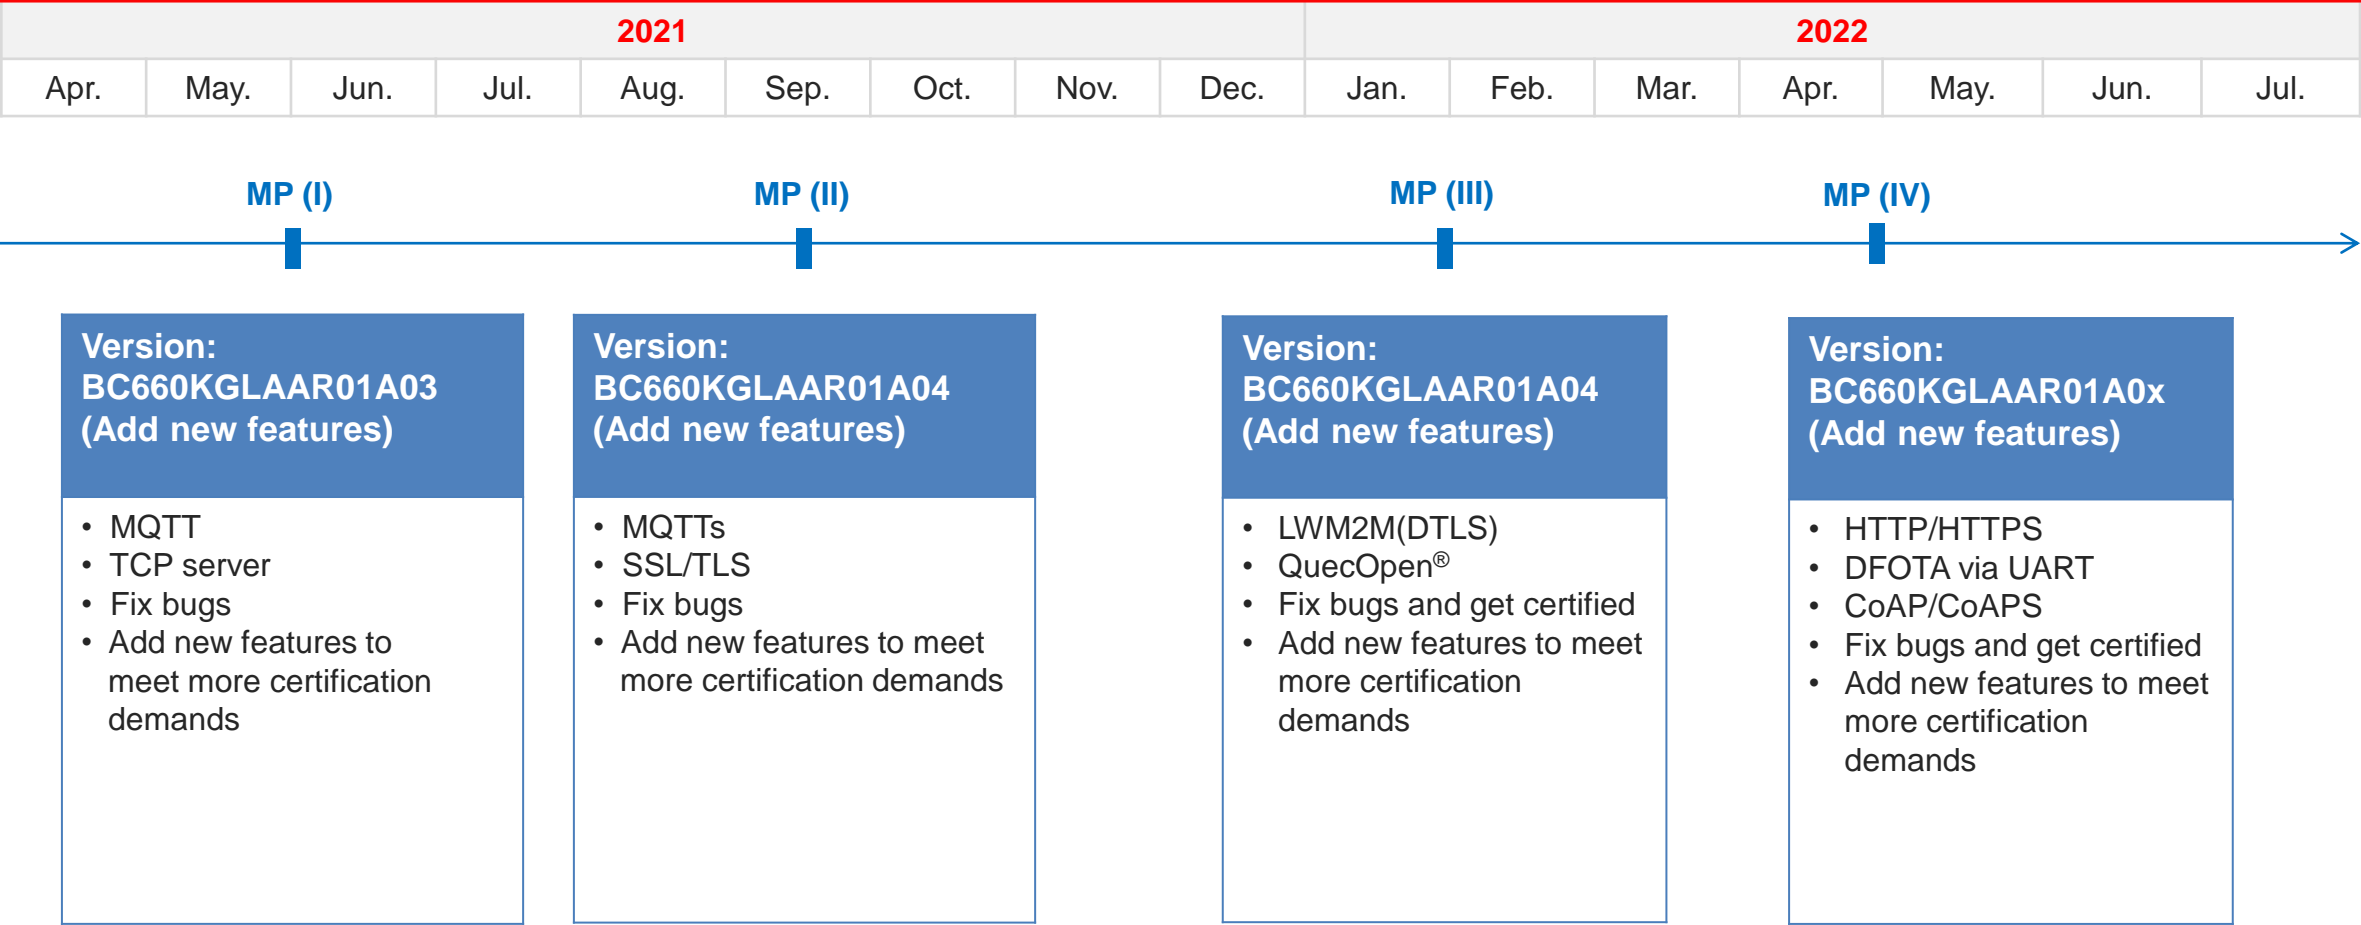 2021
2022
Apr.
May.
Jun.
Jul.
Aug.
Sep.
Oct.
Nov.
Dec.
Jan.
Feb.
Mar.
Apr.
May.
Jun.
Jul.
MP (I)
MP (II)
MP (III)
MP (IV)
Version:
BC660KGLAAR01A03
(Add new features)
• MQTT
• TCP server
• Fix bugs
• Add new features to
meet more certification
demands
Version:
BC660KGLAAR01A04
(Add new features)
• MQTTs
• SSL/TLS
• Fix bugs
• Add new features to meet
more certification demands
Version:
BC660KGLAAR01A04
(Add new features)
• LWM2M(DTLS)
• QuecOpen®
• Fix bugs and get certified
• Add new features to meet
more certification
demands
Version:
BC660KGLAAR01A0x
(Add new features)
• HTTP/HTTPS
• DFOTA via UART
• CoAP/CoAPS
• Fix bugs and get certified
• Add new features to meet
more certification
demands